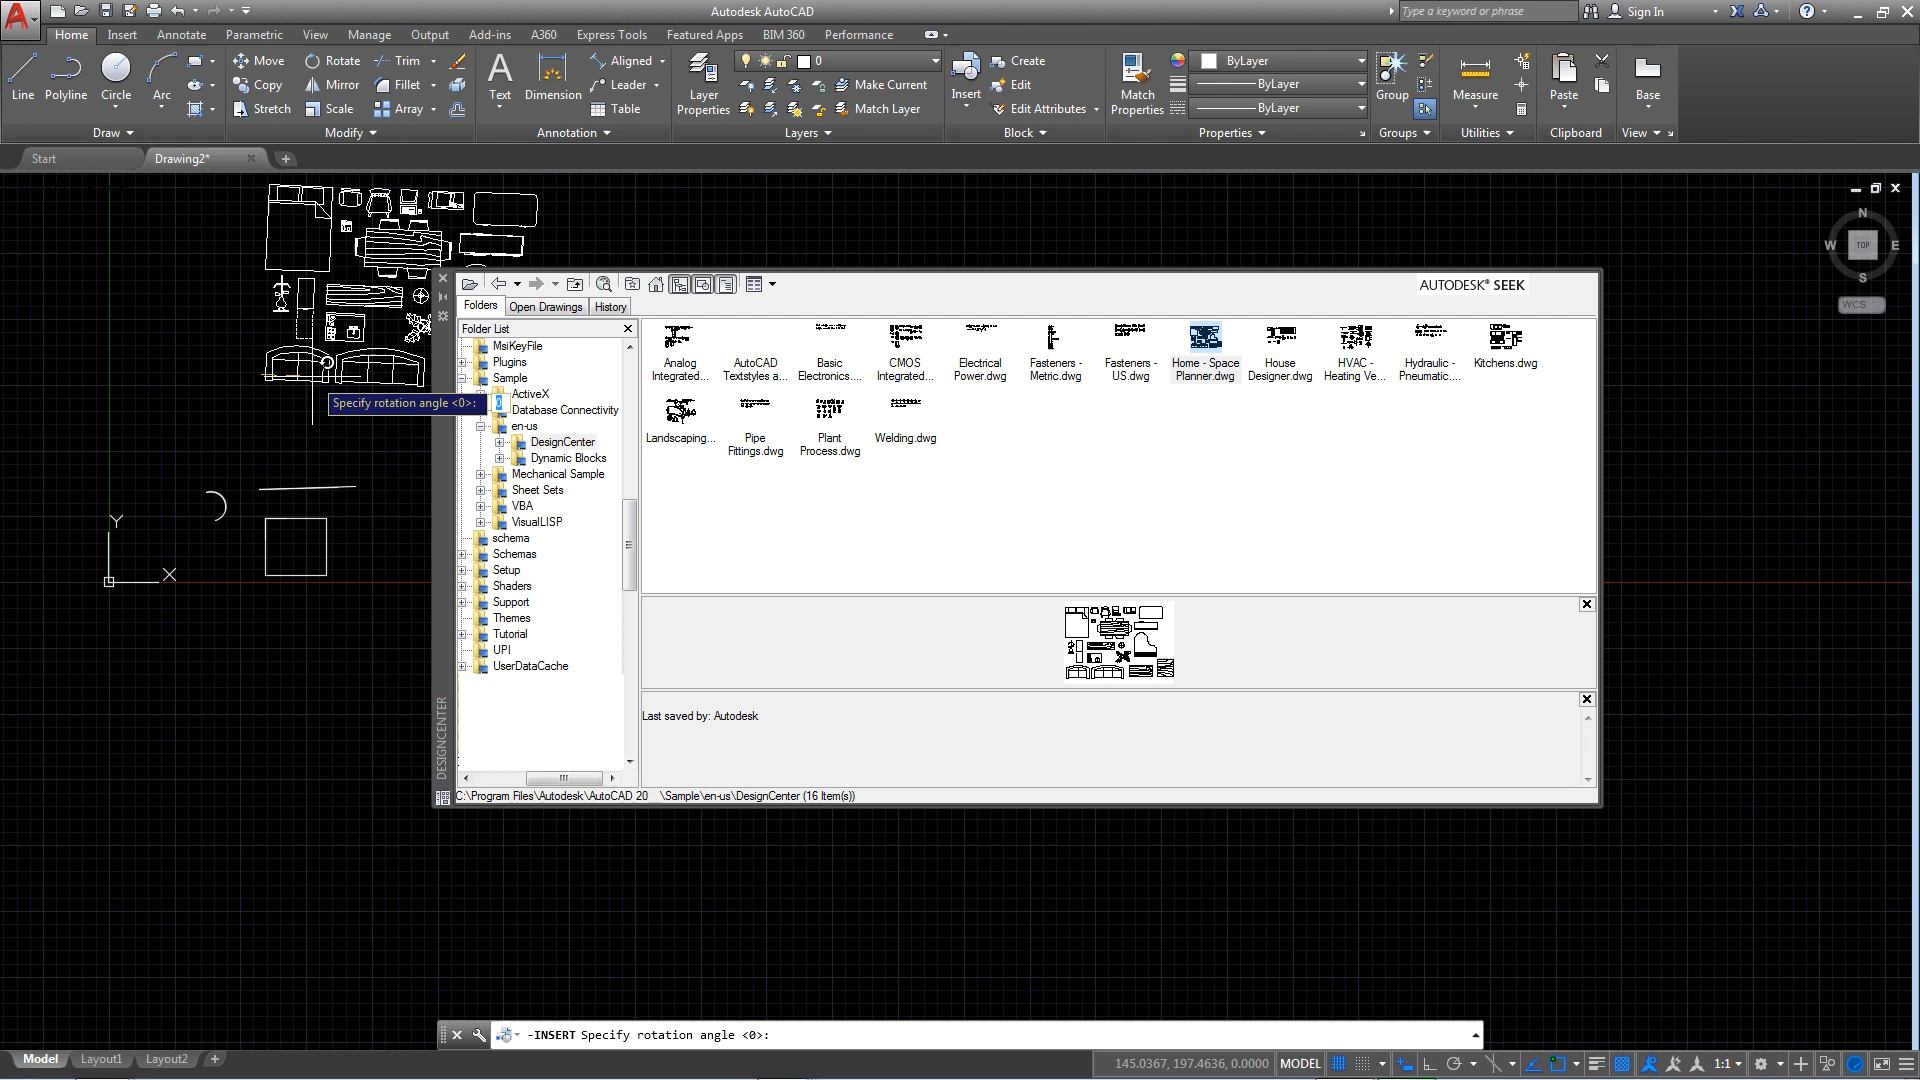 Autodesk AutoCAD
Type a keyword or phrase
Sign In
Home Insert Annotate Parametric View Manage Output Add-ins A360 Express Tools Featured Apps BIM 360 Performance
Line
Polyline
Circle
Arc
Draw
Move
Rotate
Trim
Copy
Mirror
Fillet
Stretch
Scale
Array
Modify
Text
Dimension
Aligned
Leader
Table
Annotation
Layer
Properties
0
Make Current
Match Layer
Layers
Insert
Create
Edit
Edit Attributes
Block
Match
Properties
ByLayer
ByLayer
ByLayer
Properties
Group
Groups
Measure
Utilities
Paste
Clipboard
Base
View
Start
Drawing2*
N
W
TOP
E
S
WCS
Y
X
AUTODESK® SEEK
Folders
Open Drawings
History
Folder List
MsiKeyFile
Plugins
Sample
ActiveX
Specify rotation angle <0>: 0
Database Connectivity
en-us
DesignCenter
Dynamic Blocks
Mechanical Sample
Sheet Sets
VBA
VisualLISP
schema
Schemas
Setup
Shaders
Support
Themes
Tutorial
UPI
UserDataCache
Analog
Integrated...
AutoCAD
Textstyles a...
Basic
Electronics....
CMOS
Integrated...
Electrical
Power.dwg
Fasteners -
Metric.dwg
Fasteners -
US.dwg
Home - Space
Planner.dwg
House
Designer.dwg
HVAC -
Heating Ve...
Hydraulic -
Pneumatic....
Kitchens.dwg
Landscaping...
Pipe
Fittings.dwg
Plant
Process.dwg
Welding.dwg
Last saved by: Autodesk
DESIGNCENTER
C:\Program Files\Autodesk\AutoCAD 20 \Sample\en-us\DesignCenter (16 Item(s))
-INSERT Specify rotation angle <0>:
Model
Layout1
Layout2
145.0367, 197.4636, 0.0000
MODEL
1:1